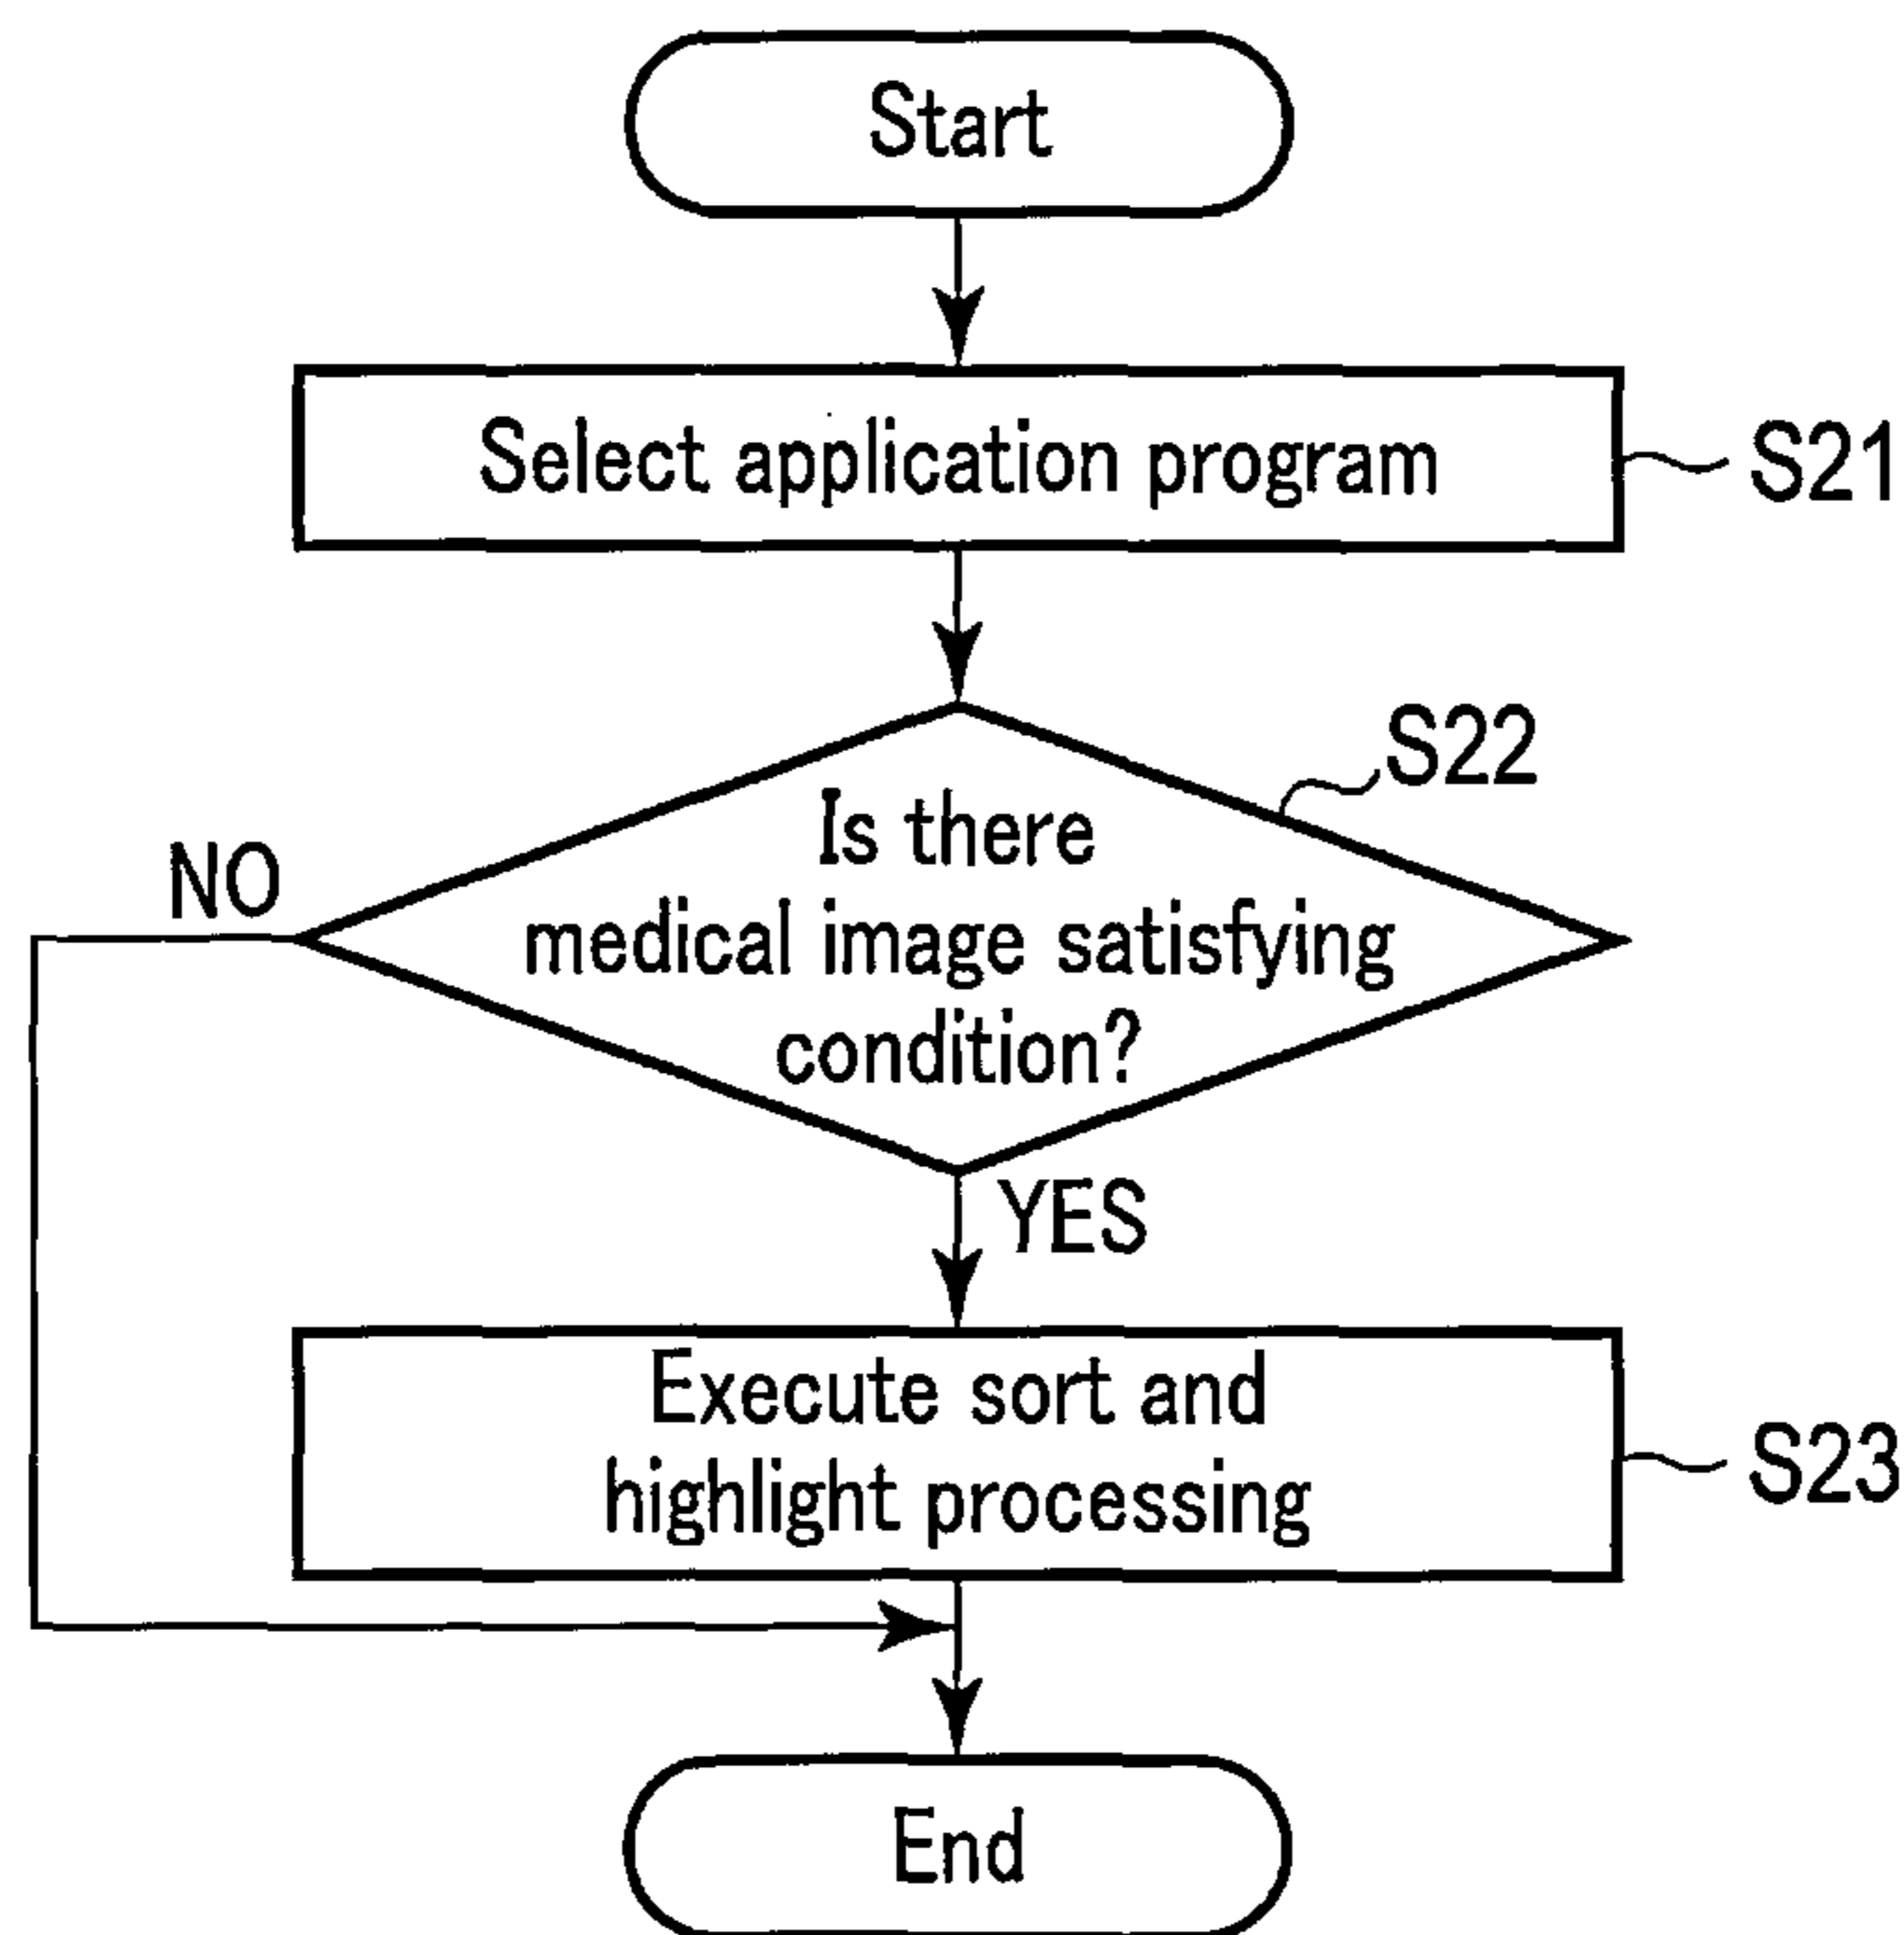 Start
Select application program
S21
S22
Is there
medical image satisfying
condition?
NO
YES
Execute sort and
highlight processing
S23
End